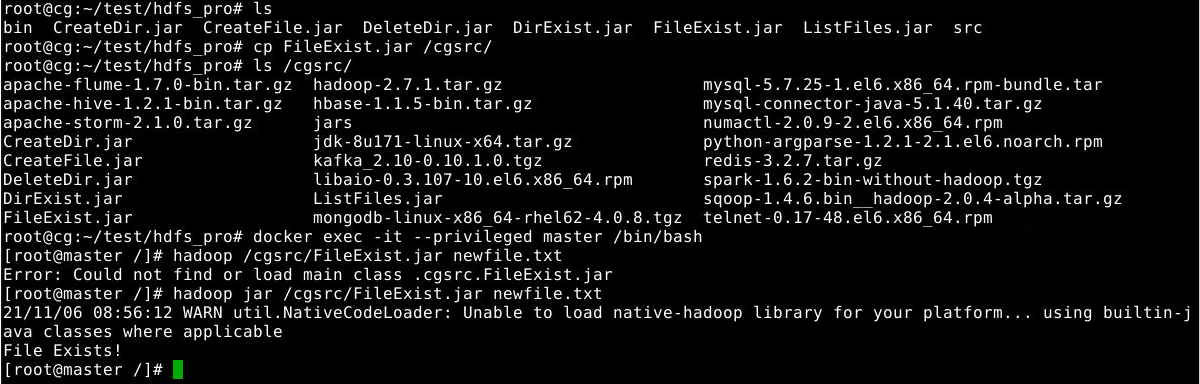 root@cg:~/test/hdfs_pro# ls
bin  CreateDir.jar  CreateFile.jar  DeleteDir.jar  DirExist.jar  FileExist.jar  ListFiles.jar  src
root@cg:~/test/hdfs_pro# cp FileExist.jar /cgsrc/
root@cg:~/test/hdfs_pro# ls /cgsrc/
apache-flume-1.7.0-bin.tar.gz  hadoop-2.7.1.tar.gz                    mysql-5.7.25-1.el6.x86_64.rpm-bundle.tar
apache-hive-1.2.1-bin.tar.gz   hbase-1.1.5-bin.tar.gz                 mysql-connector-java-5.1.40.tar.gz
apache-storm-2.1.0.tar.gz      jars                                   numactl-2.0.9-2.el6.x86_64.rpm
CreateDir.jar                  jdk-8u171-linux-x64.tar.gz             python-argparse-1.2.1-2.1.el6.noarch.rpm
CreateFile.jar                 kafka_2.10-0.10.1.0.tgz                redis-3.2.7.tar.gz
DeleteDir.jar                  libaio-0.3.107-10.el6.x86_64.rpm       spark-1.6.2-bin-without-hadoop.tgz
DirExist.jar                   ListFiles.jar                          sqoop-1.4.6.bin__hadoop-2.0.4-alpha.tar.gz
FileExist.jar                  mongodb-linux-x86_64-rhel62-4.0.8.tgz  telnet-0.17-48.el6.x86_64.rpm
root@cg:~/test/hdfs_pro# docker exec -it --privileged master /bin/bash
[root@master /]# hadoop /cgsrc/FileExist.jar newfile.txt
Error: Could not find or load main class .cgsrc.FileExist.jar
[root@master /]# hadoop jar /cgsrc/FileExist.jar newfile.txt
21/11/06 08:56:12 WARN util.NativeCodeLoader: Unable to load native-hadoop library for your platform... using builtin-j
ava classes where applicable
File Exists!
[root@master /]#